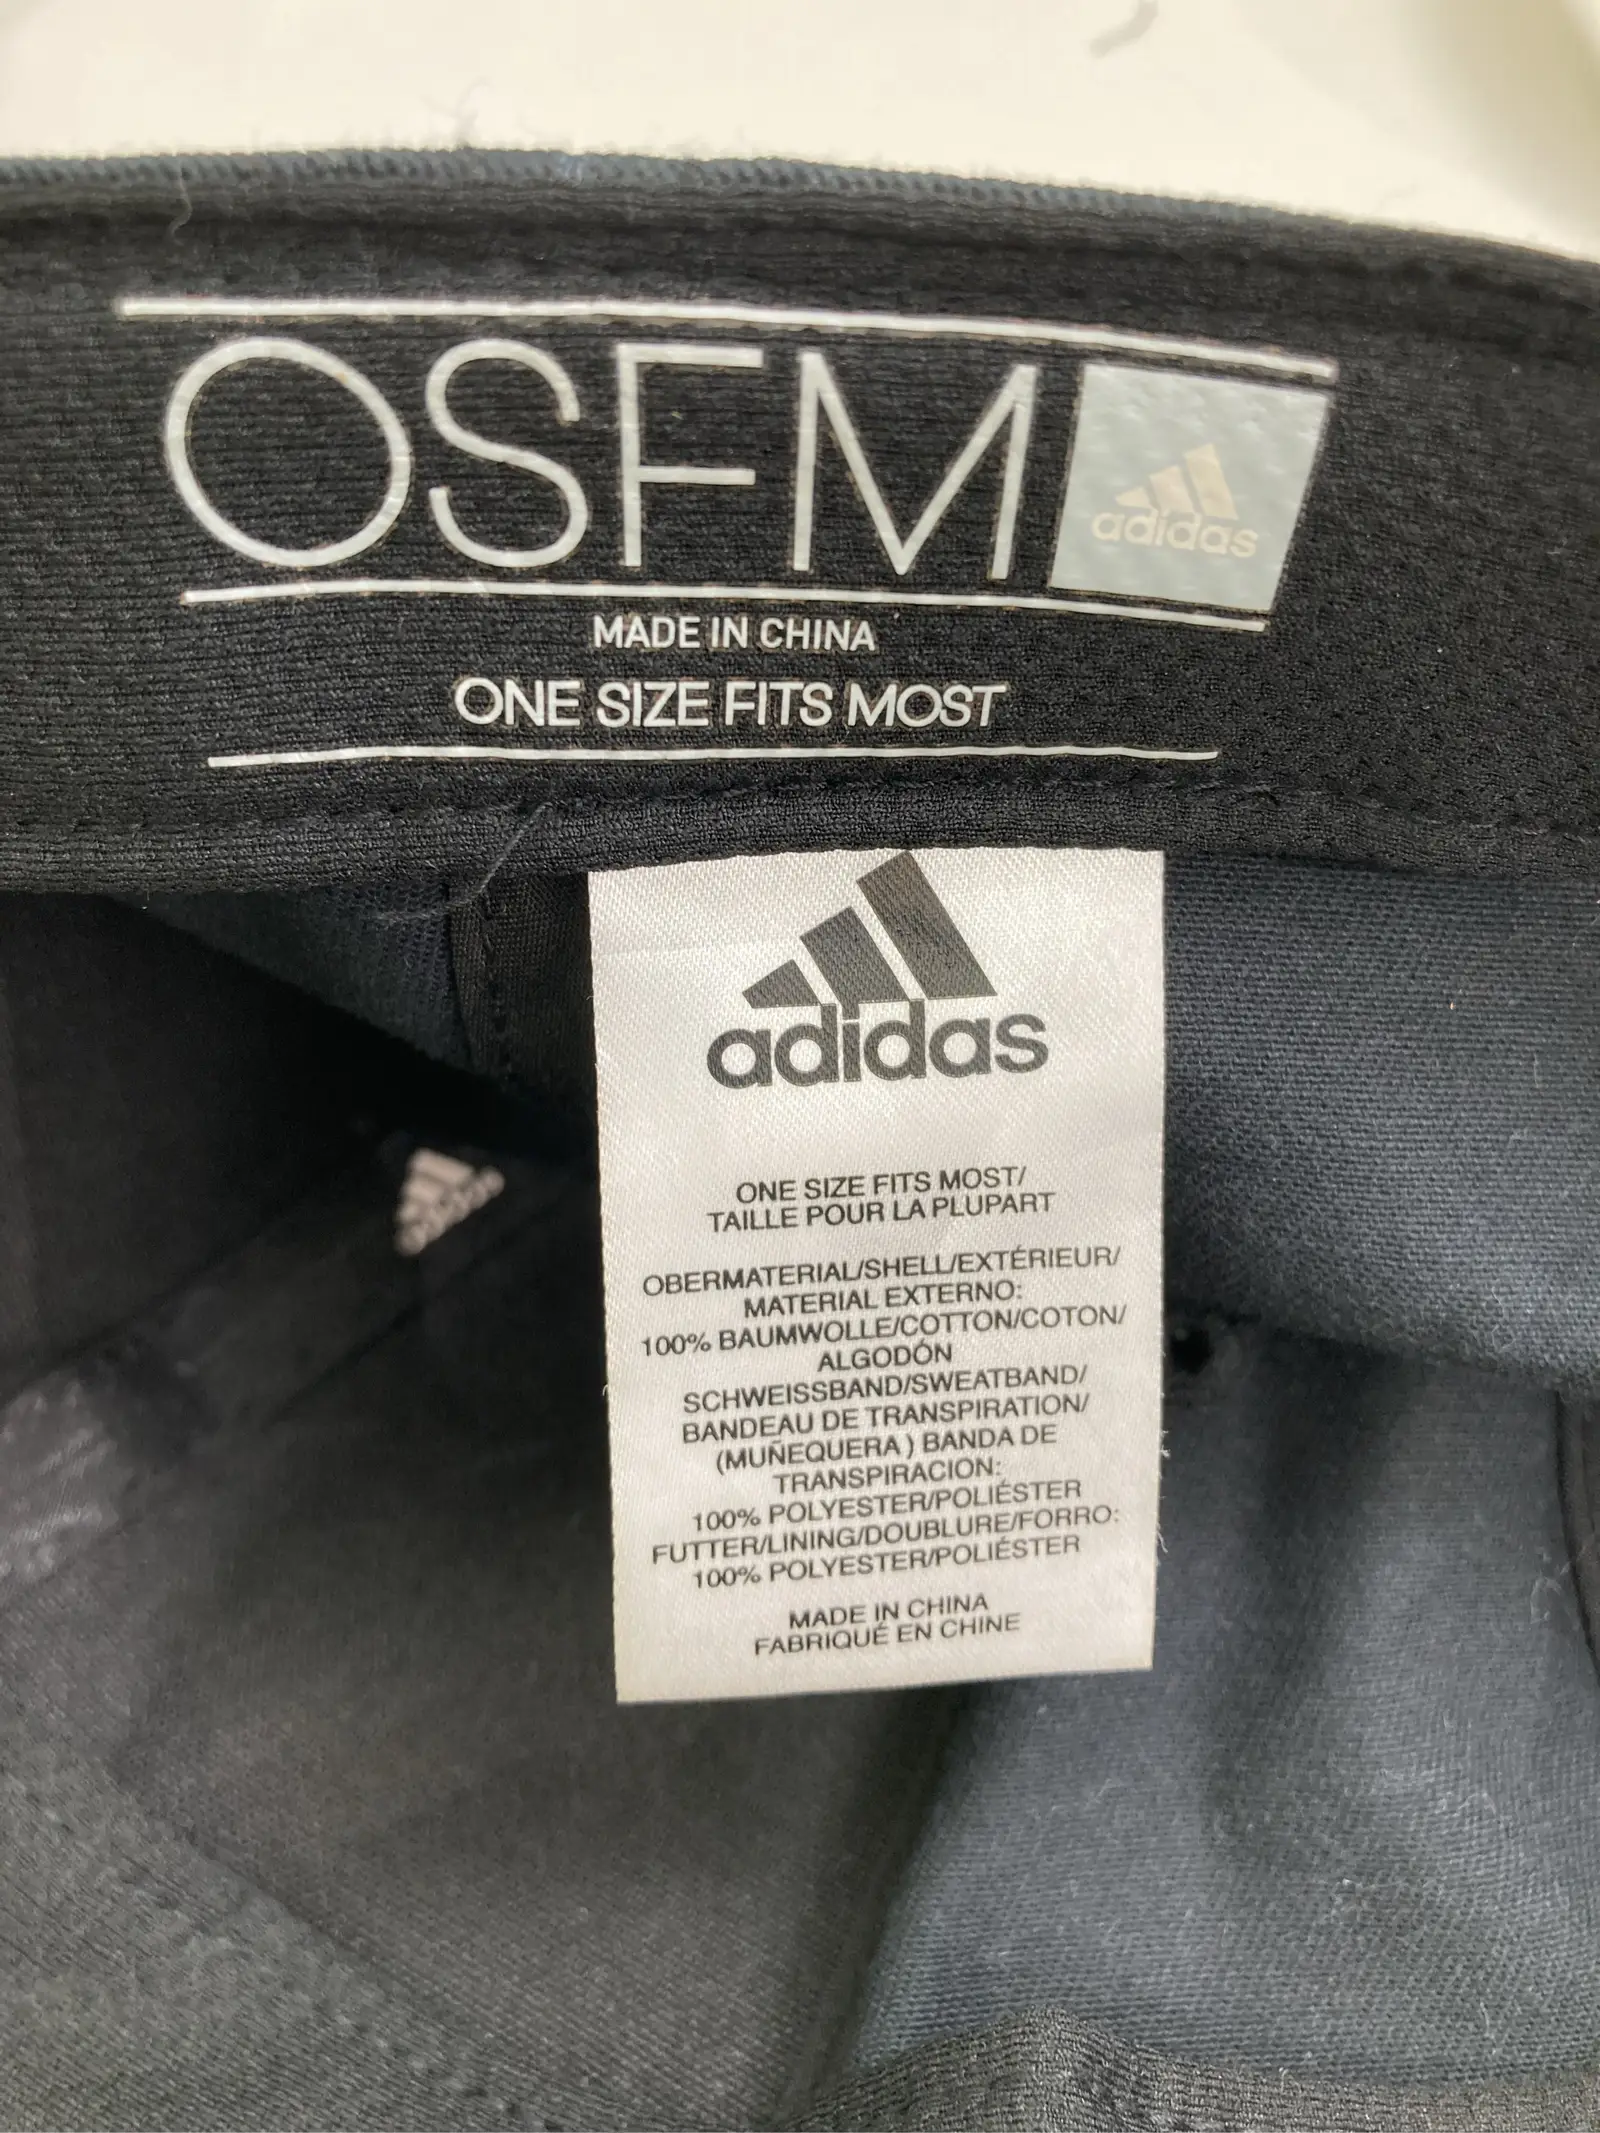 OSFM
adidas
MADE IN CHINA
ONE SIZE FITS MOST
adidas
ONE SIZE FITS MOST/
TAILLE POUR LA PLUPART
OBERMATERIAL/SHELL/EXTÉRIEUR/
MATERIAL EXTERNO:
100% BAUMWOLLE/COTTON/COTON/
ALGODÓN
SCHWEISSBAND/SWEATBAND/
BANDEAU DE TRANSPIRATION/
(MUÑEQUERA ) BANDA DE
TRANSPIRACION:
100% POLYESTER/POLIÉSTER
FUTTER/LINING/DOUBLURE/FORRO:
100% POLYESTER/POLIÉSTER
MADE IN CHINA
FABRIQUÉ EN CHINE